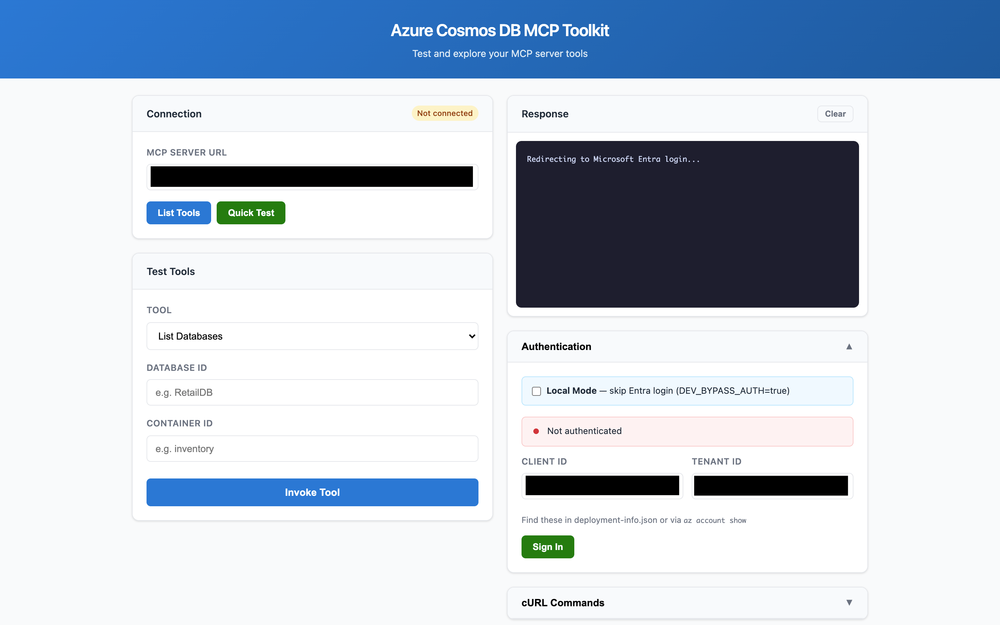 Azure Cosmos DB MCP Toolkit
Test and explore your MCP server tools
Connection
Not connected
MCP SERVER URL
List Tools
Quick Test
Test Tools
TOOL
List Databases
DATABASE ID
e.g. RetailDB
CONTAINER ID
e.g. inventory
Invoke Tool
Response
Clear
Redirecting to Microsoft Entra login...
Authentication
▲
Local Mode — skip Entra login (DEV_BYPASS_AUTH=true)
Not authenticated
CLIENT ID
TENANT ID
Find these in deployment-info.json or via az account show
Sign In
cURL Commands
▼